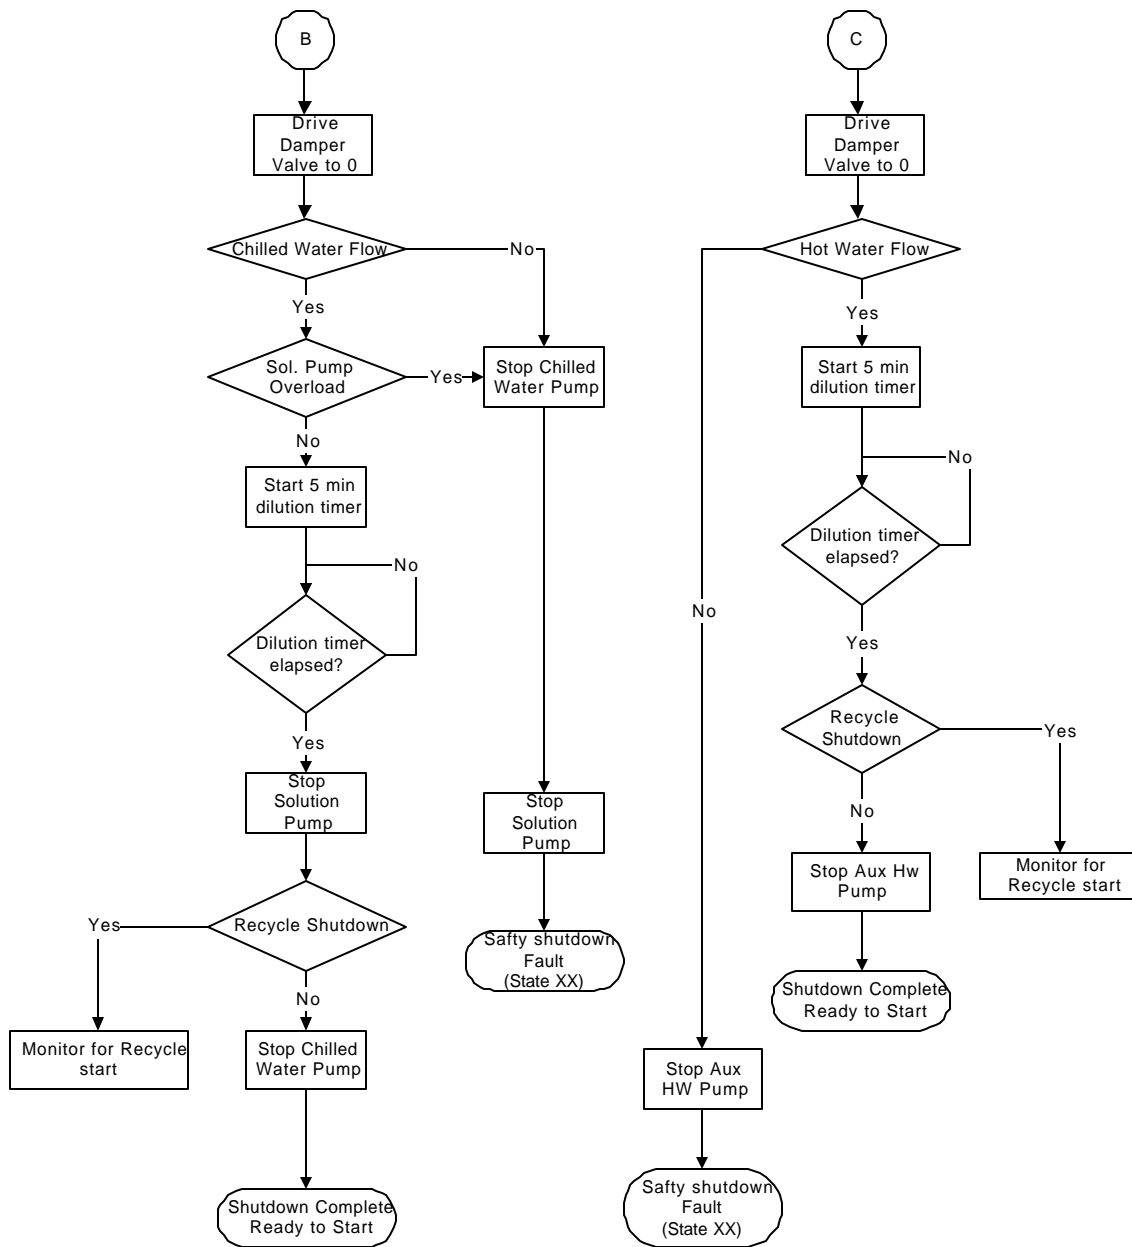 B
Drive
Damper
Valve to 0
Chilled Water Flow
No
Yes
Sol. Pump
Overload
Yes
Stop Chilled
Water Pump
No
Start 5 min
dilution timer
No
Dilution timer
elapsed?
Yes
Stop
Solution
Pump
Stop
Solution
Pump
Recycle Shutdown
Yes
Safty shutdown
Fault
(State XX)
No
Monitor for Recycle
start
Stop Chilled
Water Pump
Shutdown Complete
Ready to Start
C
Drive
Damper
Valve to 0
Hot Water Flow
Yes
Start 5 min
dilution timer
No
Dilution timer
elapsed?
No
Yes
Recycle
Shutdown
Yes
No
Stop Aux Hw
Pump
Monitor for
Recycle start
Shutdown Complete
Ready to Start
Stop Aux
HW Pump
Safty shutdown
Fault
(State XX)